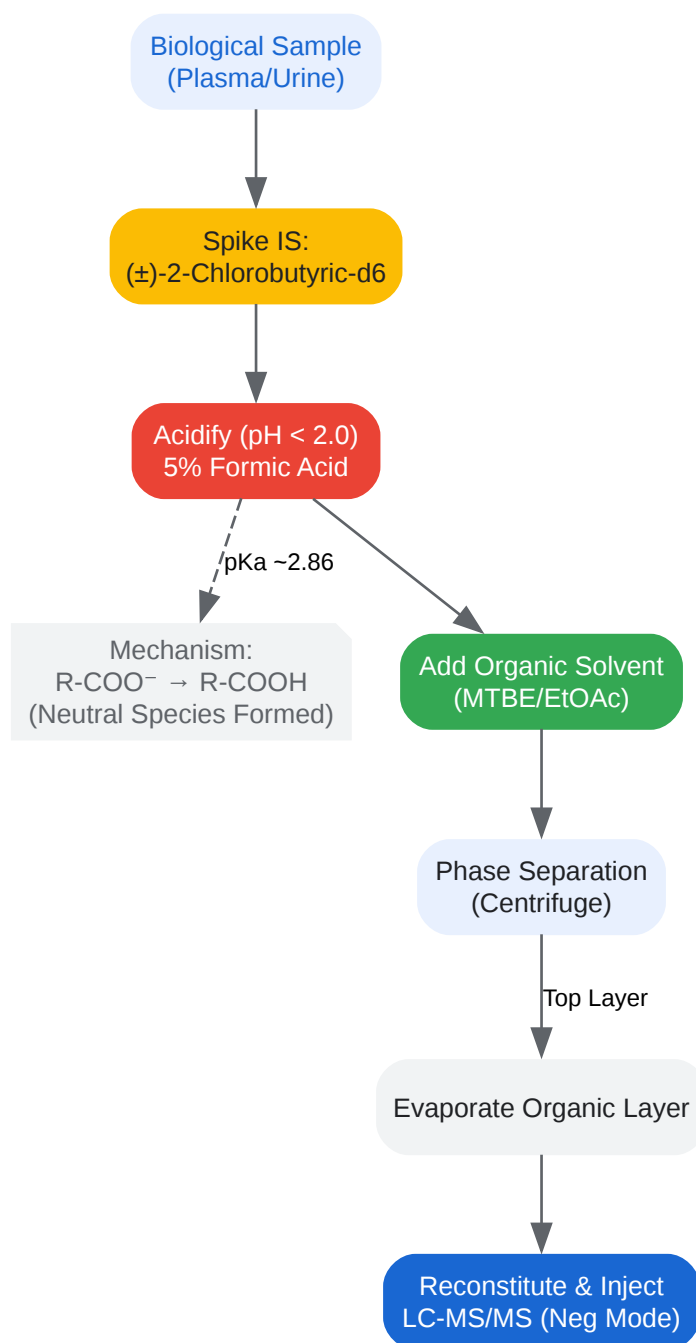 Biological Sample
(Plasma/Urine)
Spike IS:
(±)-2-Chlorobutyric-d6
Acidify (pH < 2.0)
5% Formic Acid
pKa ~2.86
Mechanism:
R-COO⁻ → R-COOH
(Neutral Species Formed)
Add Organic Solvent
(MTBE/EtOAc)
Phase Separation
(Centrifuge)
Top Layer
Evaporate Organic Layer
Reconstitute & Inject
LC-MS/MS (Neg Mode)